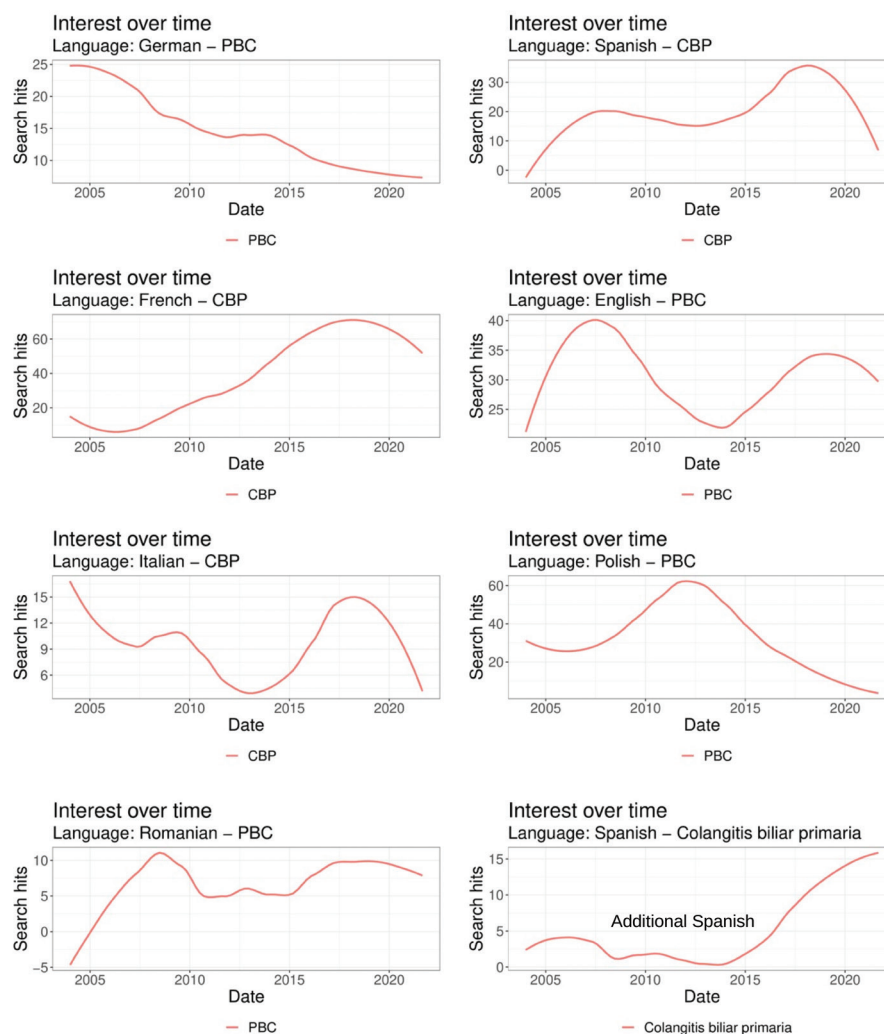 Interest over time
Language: German – PBC
Search hits
25
20
15
10
2005
2010
2015
2020
Date
PBC
Interest over time
Language: Spanish – CBP
Search hits
30
20
10
0
2005
2010
2015
2020
Date
CBP
Interest over time
Language: French – CBP
Search hits
60
40
20
2005
2010
2015
2020
Date
CBP
Interest over time
Language: English – PBC
Search hits
40
35
30
25
2005
2010
2015
2020
Date
PBC
Interest over time
Language: Italian – CBP
Search hits
15
12
9
6
2005
2010
2015
2020
Date
CBP
Interest over time
Language: Polish – PBC
Search hits
60
40
20
2005
2010
2015
2020
Date
PBC
Interest over time
Language: Romanian – PBC
Search hits
10
5
0
−5
2005
2010
2015
2020
Date
PBC
Interest over time
Language: Spanish – Colangitis biliar primaria
Search hits
15
10
5
0
Additional Spanish
2005
2010
2015
2020
Date
Colangitis biliar primaria